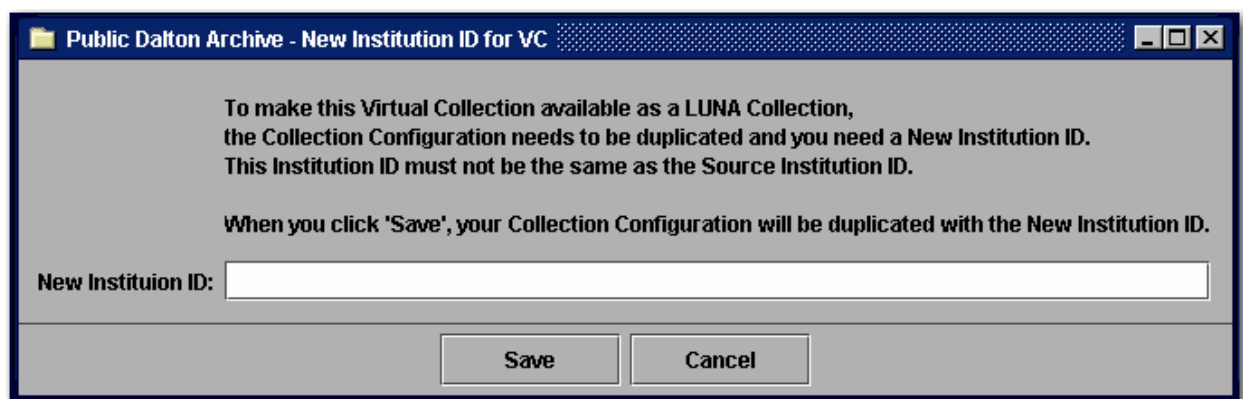 Public Dalton Archive - New Institution ID for VC
To make this Virtual Collection available as a LUNA Collection,
the Collection Configuration needs to be duplicated and you need a New Institution ID.
This Institution ID must not be the same as the Source Institution ID.
When you click 'Save', your Collection Configuration will be duplicated with the New Institution ID.
New Instituion ID:
Save Cancel